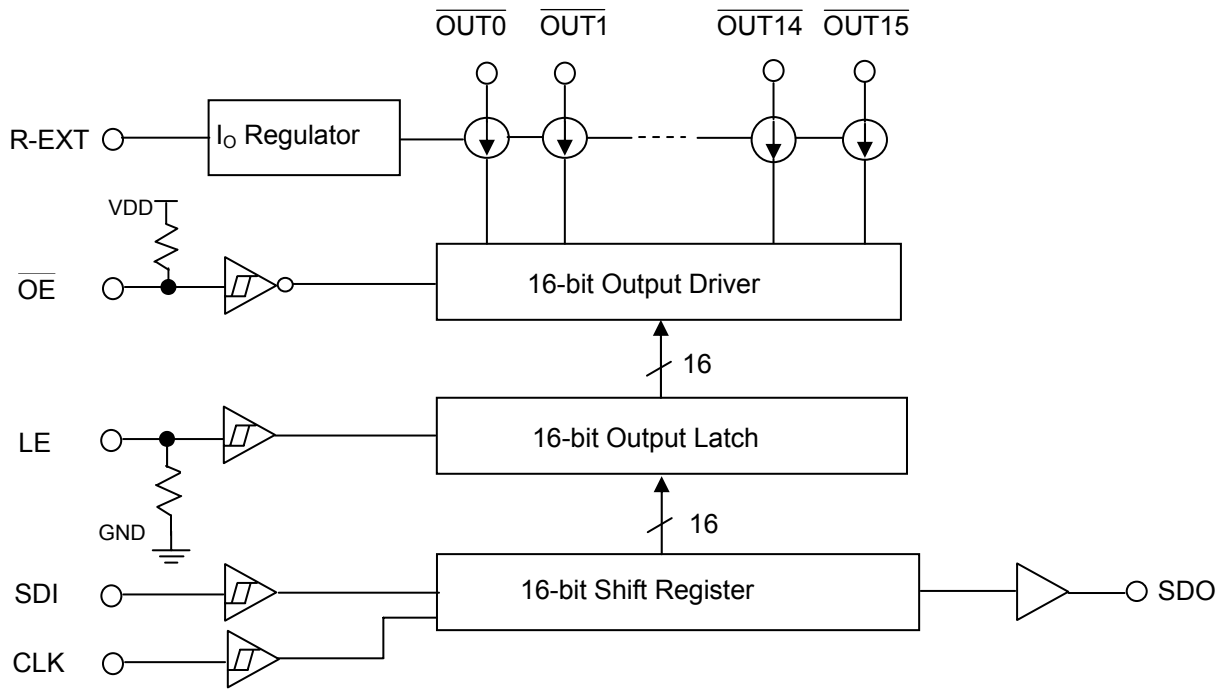 OUT0 OUT1 OUT14 OUT15
R-EXT
IO Regulator
VDD
OE
16-bit Output Driver
16
LE
16-bit Output Latch
GND
16
SDI
16-bit Shift Register
SDO
CLK